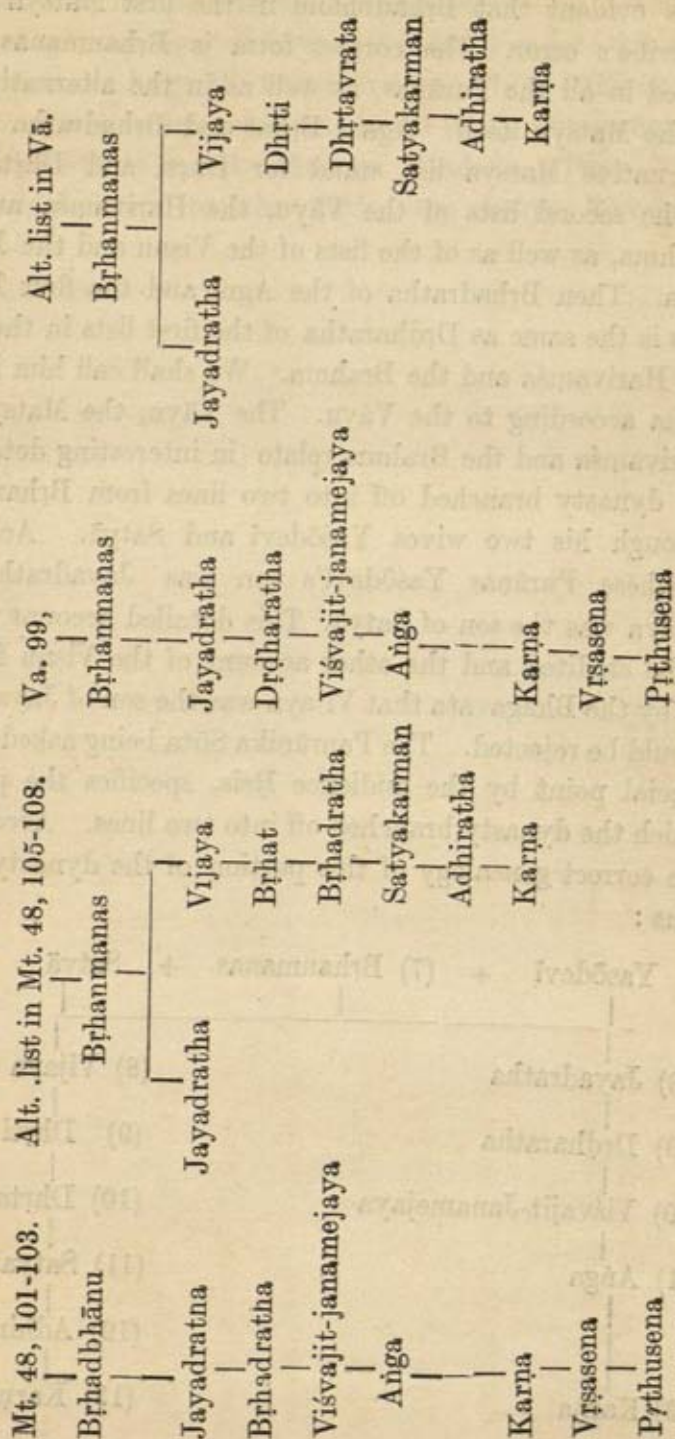 Mt. 48, 101-103.
Bṛhadbhānu
Jayadratna
Bṛhadratha
Viśvajit-janamejaya
Aṅga
Karṇa
Vṛṣasena
Pṛthusena
Alt. .list in Mt. 48, 105-108.
Bṛhanmanas
Jayadratha
Vijaya
Bṛhat
Bṛhadratha
Satyakarman
Adhiratha
Karṇa
Va. 99,
Bṛhanmanas
Jayadratha
Dṛdharatha
Viśvajit-janamejaya
Aṅga
Karṇa
Vṛṣasena
Pṛthusena
Alt. list in Vā.
Bṛhanmanas
Jayadratha
Vijaya
Dhṛti
Dhṛtavrata
Satyakarman
Adhiratha
Karṇa